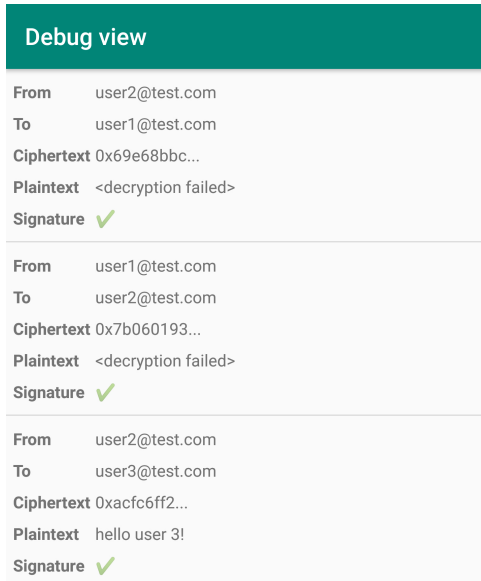 Debug view
From user2@test.com
To user1@test.com
Ciphertext 0x69e68bbc...
Plaintext <decryption failed>
Signature ✓
From user1@test.com
To user2@test.com
Ciphertext 0x7b060193...
Plaintext <decryption failed>
Signature ✓
From user2@test.com
To user3@test.com
Ciphertext 0xacfc6ff2...
Plaintext hello user 3!
Signature ✓